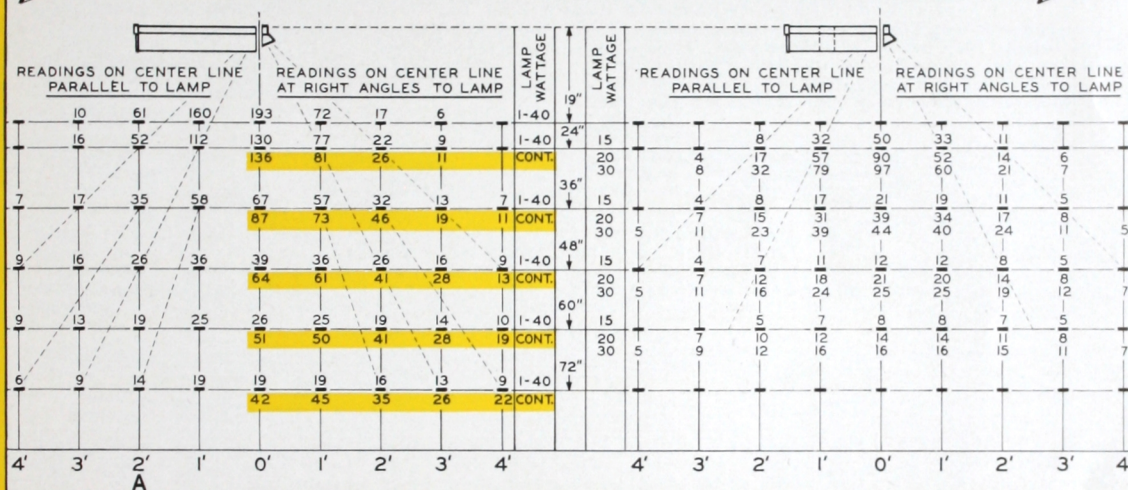 READINGS ON CENTER LINE PARALLEL TO LAMP
READINGS ON CENTER LINE AT RIGHT ANGLES TO LAMP
LAMP WATTAGE
LAMP WATTAGE
READINGS ON CENTER LINE PARALLEL TO LAMP
READINGS ON CENTER LINE AT RIGHT ANGLES TO LAMP
10 61 160 193 72 17 6 1-40 19"
16 52 112 130 77 22 9 1-40 24" 15 8 32 50 33 11
136 81 26 11 CONT. 20 4 17 57 90 52 14 6
30 8 32 79 97 60 21 7
7 17 35 58 67 57 32 13 7 1-40 36" 15 4 8 17 21 19 11 5
87 73 46 19 11 CONT. 20 7 15 31 39 34 17 8
30 5 11 23 39 44 40 24 11 5
9 16 26 36 39 36 26 16 9 1-40 48" 15 4 7 11 12 12 8 5
64 61 41 28 13 CONT. 20 7 12 18 21 20 14 8
30 5 11 16 24 25 25 19 12 7
9 13 19 25 26 25 19 14 10 1-40 60" 15 5 7 8 8 7 5
51 50 41 28 19 CONT. 20 7 10 12 14 14 11 8
30 5 9 12 16 16 16 15 11 7
6 9 14 19 19 19 16 13 9 1-40 72"
42 45 35 26 22 CONT.
4' 3' 2' 1' 0' 1' 2' 3' 4' 4' 3' 2' 1' 0' 1' 2' 3' 4
A